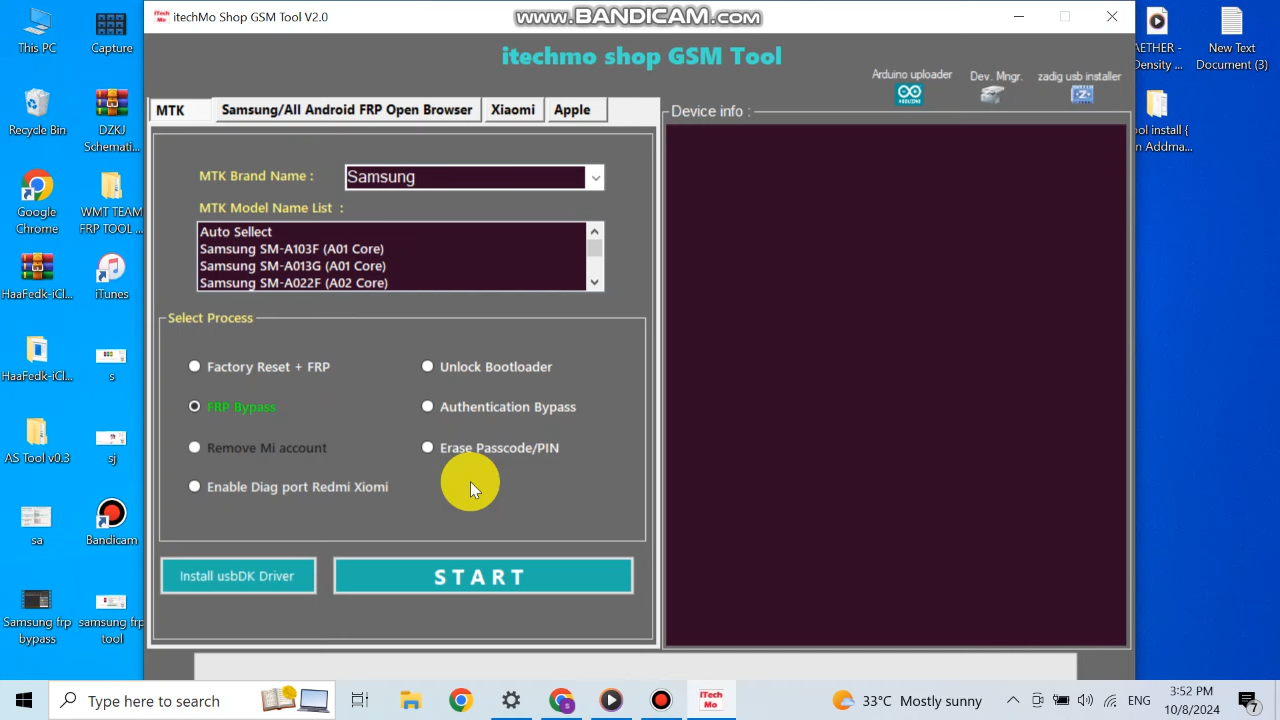 itechMo Shop GSM Tool V2.0
www.BANDICAM.com
itechmo shop GSM Tool
Arduino uploader
Dev. Mngr.
zadig usb installer
MTK
Samsung/All Android FRP Open Browser
Xiaomi
Apple
Device info :
MTK Brand Name :
Samsung
MTK Model Name List :
Auto Sellect
Samsung SM-A103F (A01 Core)
Samsung SM-A013G (A01 Core)
Samsung SM-A022F (A02 Core)
Select Process
Factory Reset + FRP
Unlock Bootloader
FRP Bypass
Authentication Bypass
Remove Mi account
Erase Passcode/PIN
Enable Diag port Redmi Xiomi
Install usbDK Driver
START
This PC
Capture
Recycle Bin
DZKJ
Schemati...
Google
Chrome
WMT TEAM
FRP TOOL ...
HaaFedk-iCl...
iTunes
HaaFedk-iCl...
s
AS Tool v0.3
sj
sa
Bandicam
Samsung frp
bypass
samsung frp
tool
AETHER -
Density ...
New Text
Document (3)
ool install {
n Addma...
Type here to search
iTech
Mo
33°C Mostly sunny
ENG
3:52 PM
10/8/2024
7